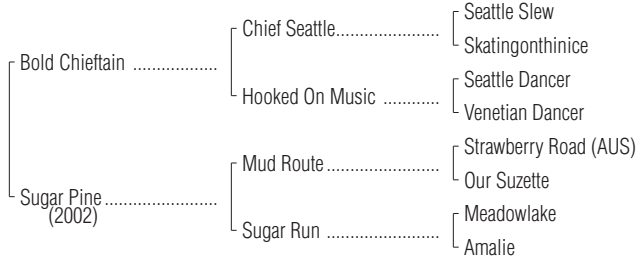 Seattle Slew
Chief Seattle........................
Skatingonthinice
Bold Chieftain ...................
Seattle Dancer
Hooked On Music .............
Venetian Dancer
Strawberry Road (AUS)
Mud Route ..........................
Our Suzette
Sugar Pine .........................
(2002)
Meadowlake
Sugar Run ..........................
Amalie